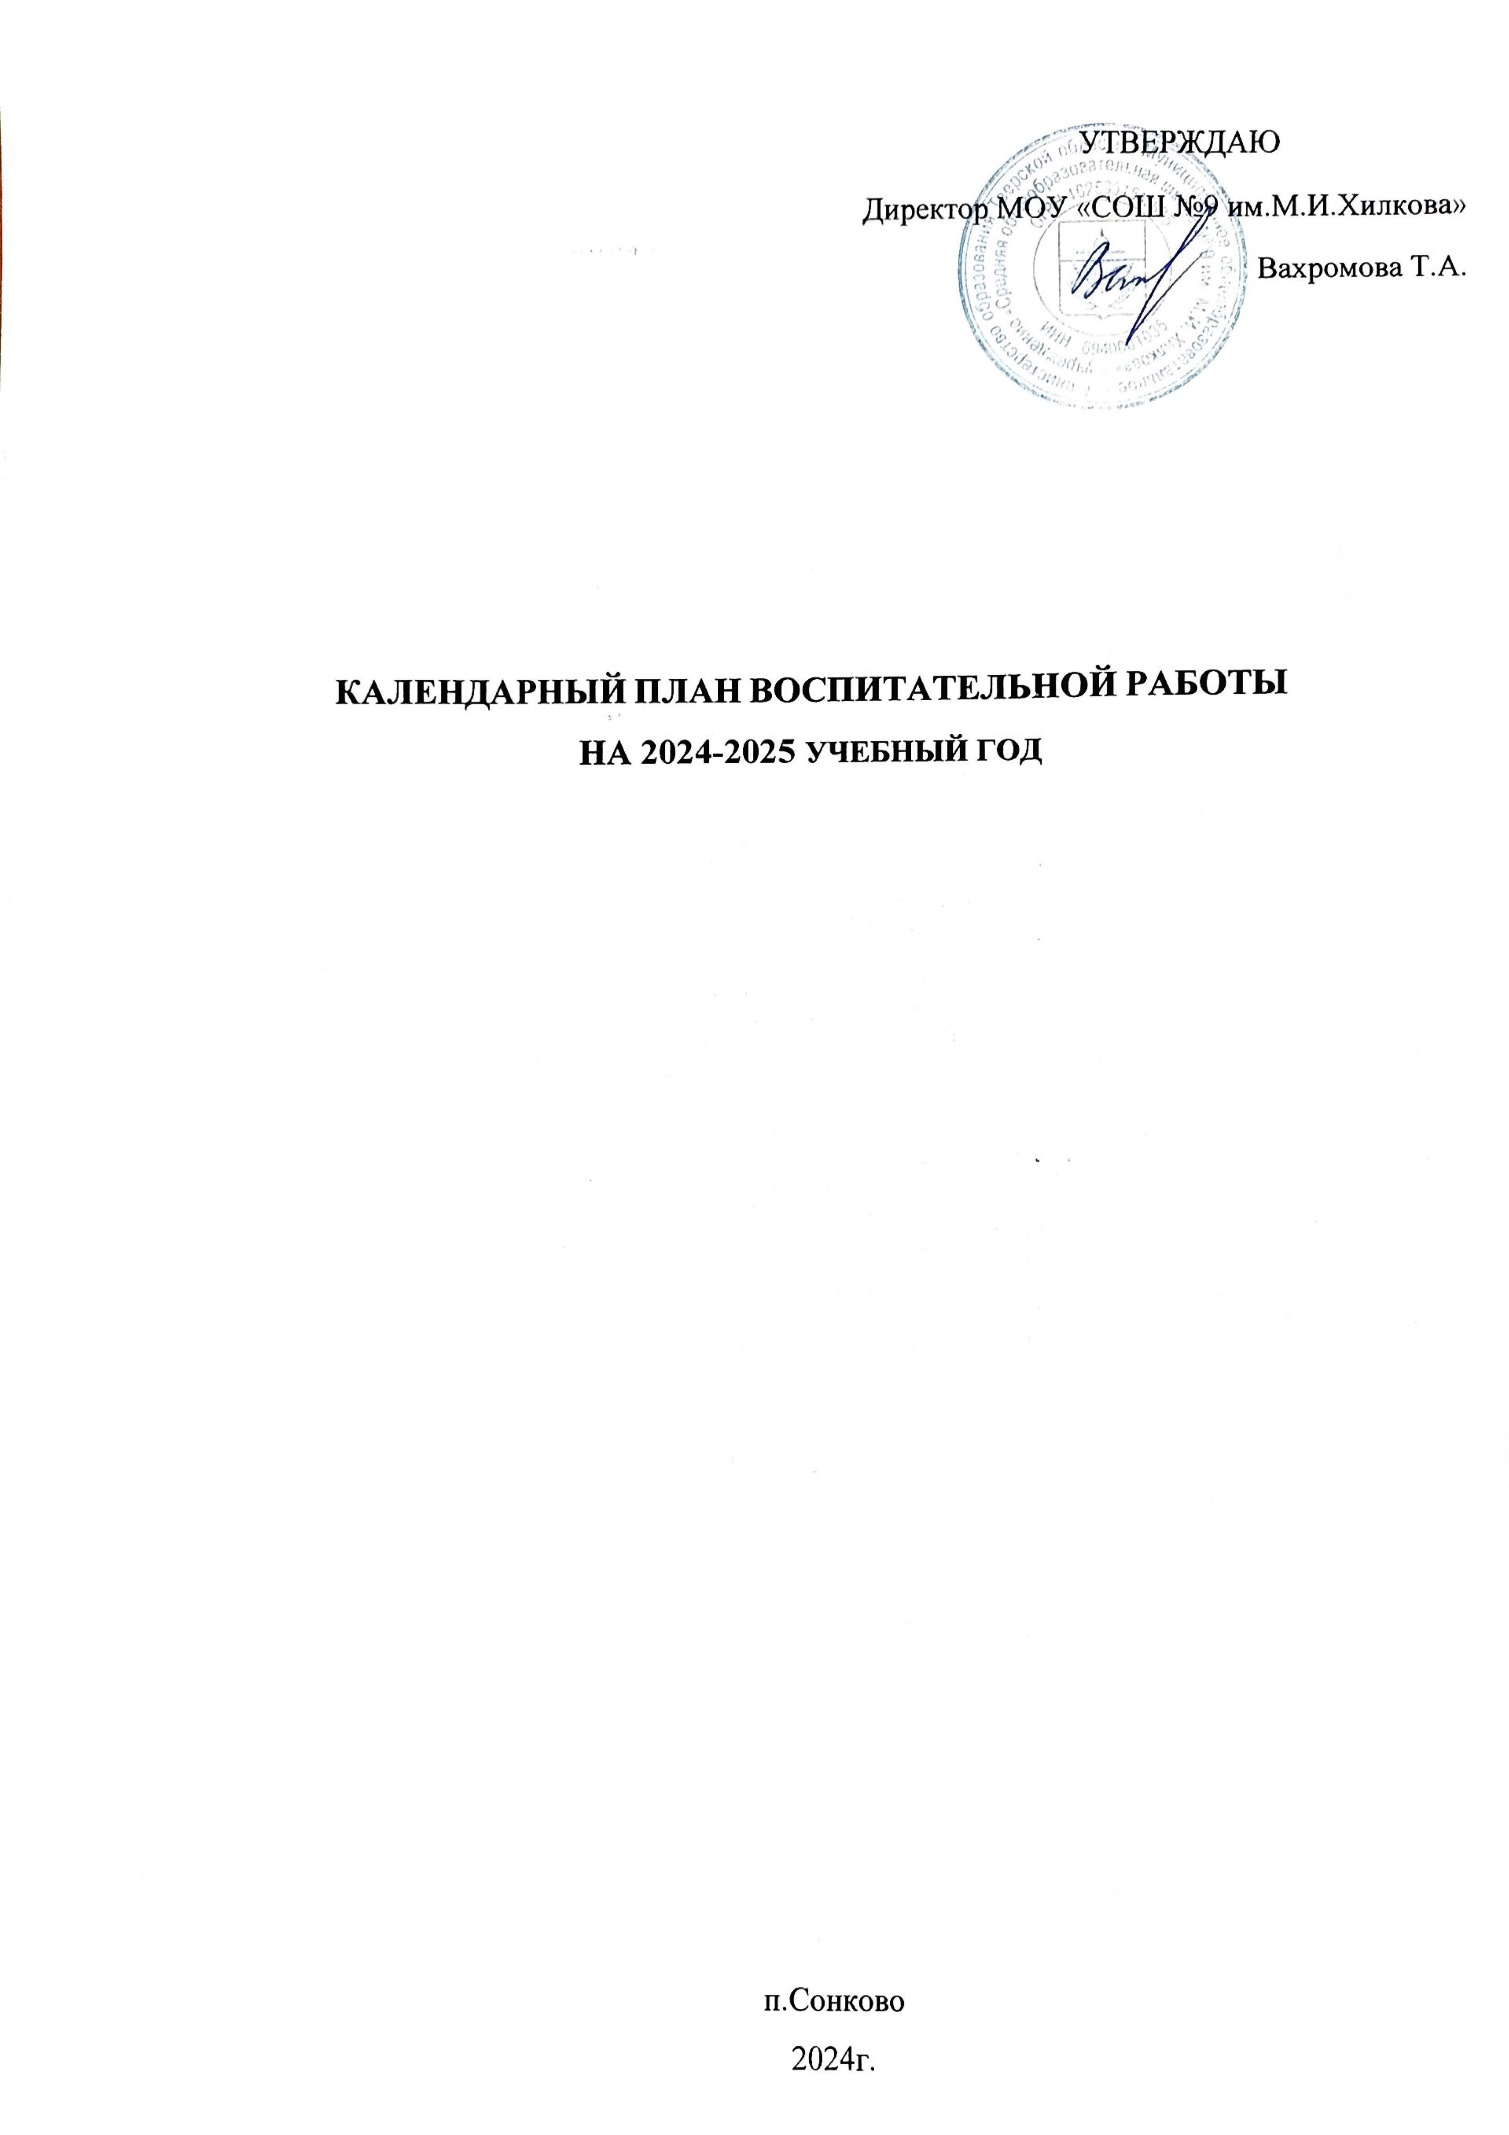 УТВЕРЖДАЮ
Директор МОУ «СОШ №9 им.М.И.Хилкова»
Вахромова Т.А.
КАЛЕНДАРНЫЙ ПЛАН ВОСПИТАТЕЛЬНОЙ РАБОТЫ
НА 2024-2025 УЧЕБНЫЙ ГОД
п.Сонково
2024г.